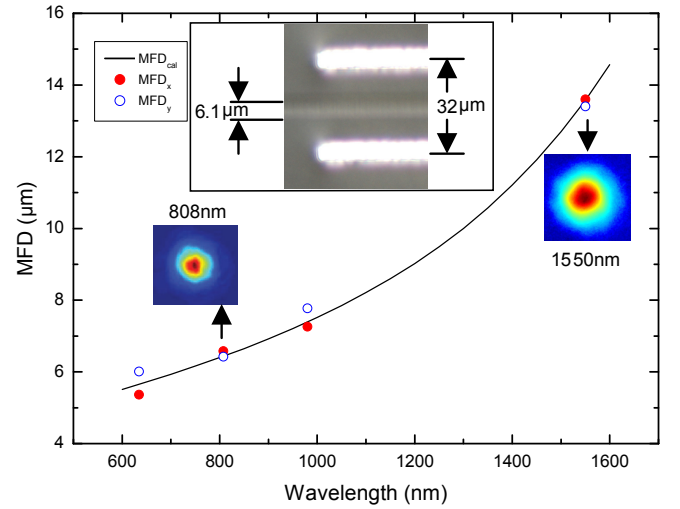 MFDcal
MFDx
MFDy
6.1µm
32µm
808nm
1550nm
16
14
12
10
8
6
4
MFD (µm)
600 800 1000 1200 1400 1600
Wavelength (nm)